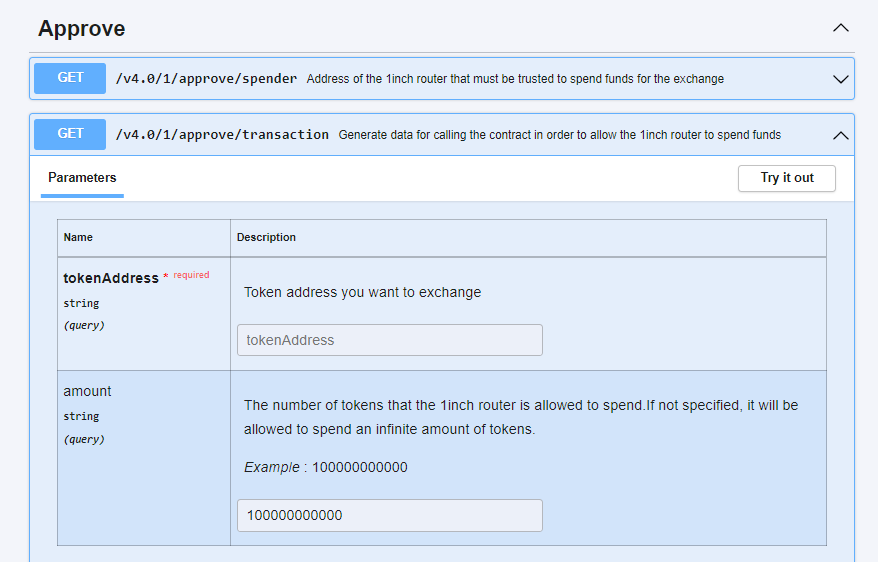 Approve
GET /v4.0/1/approve/spender Address of the 1inch router that must be trusted to spend funds for the exchange
GET /v4.0/1/approve/transaction Generate data for calling the contract in order to allow the 1inch router to spend funds
Parameters Try it out
Name Description
tokenAddress * required
string
(query)
Token address you want to exchange
tokenAddress
amount
string
(query)
The number of tokens that the 1inch router is allowed to spend.If not specified, it will be
allowed to spend an infinite amount of tokens.
Example : 100000000000
100000000000